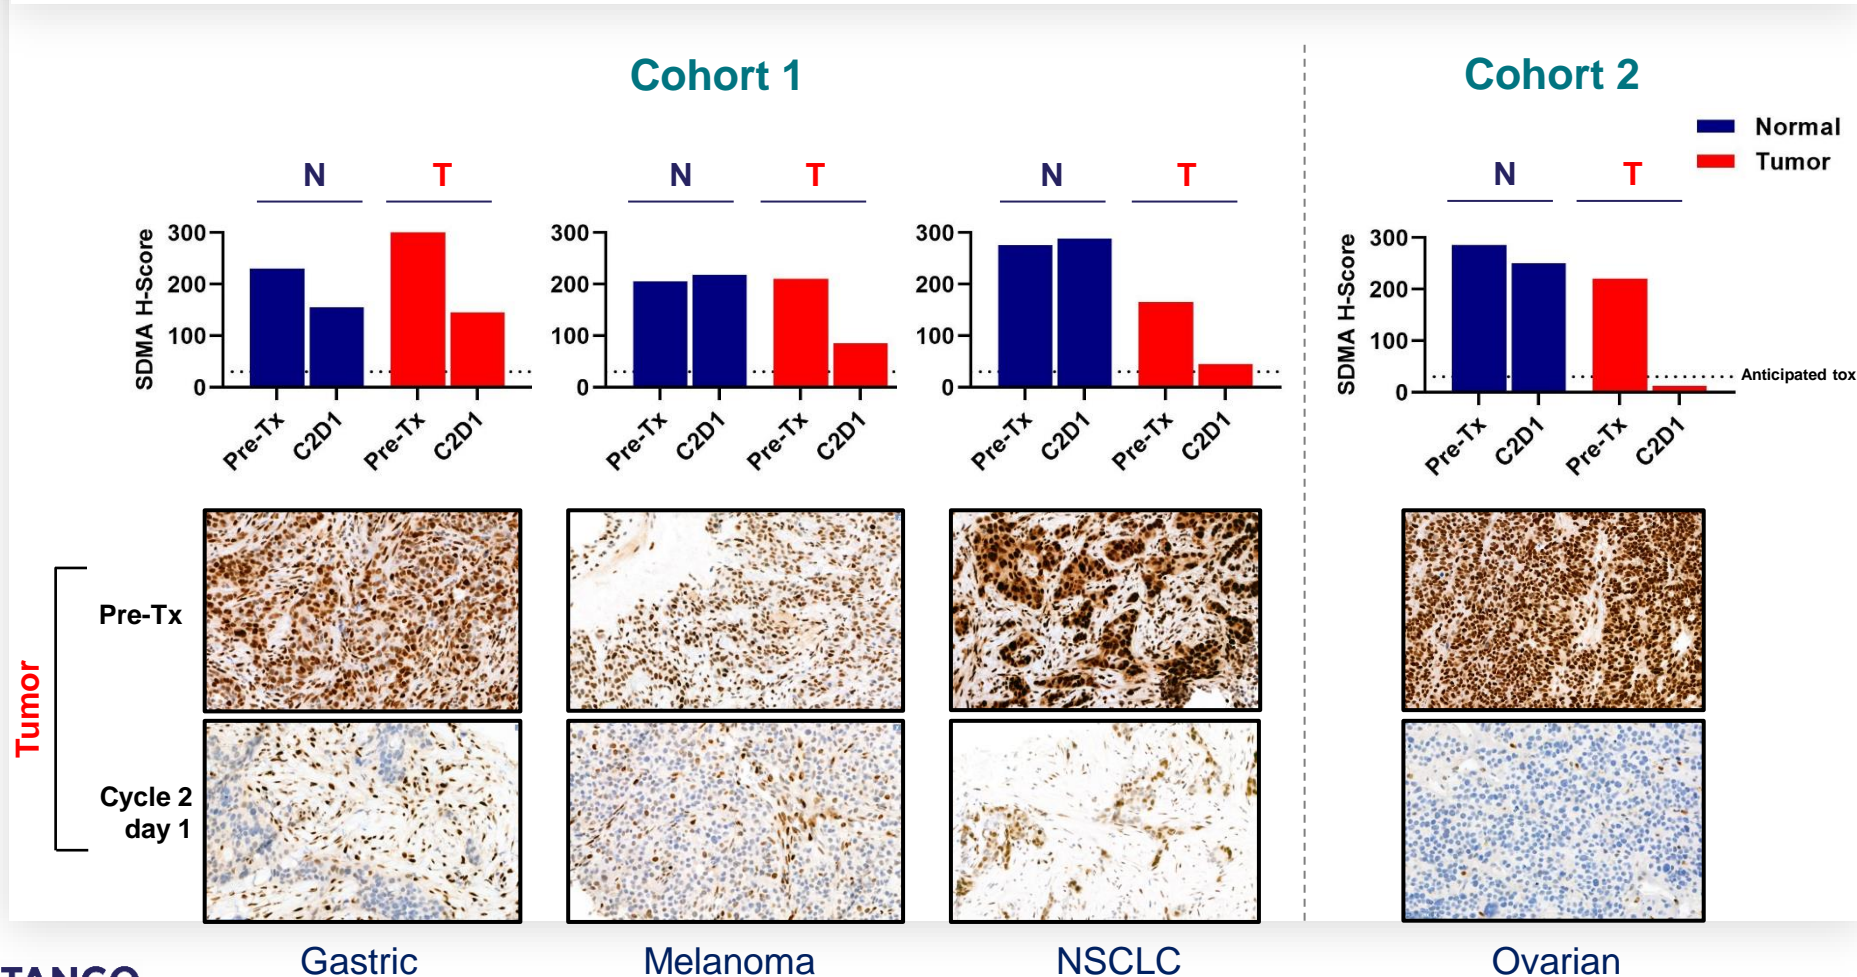 Cohort 1
Cohort 2
Normal
Tumor
N
T
N
T
N
T
N
T
SDMA H-Score
300
200
100
0
Pre-Tx
C2D1
Pre-Tx
C2D1
300
200
100
0
Pre-Tx
C2D1
Pre-Tx
C2D1
300
200
100
0
Pre-Tx
C2D1
Pre-Tx
C2D1
SDMA H-Score
300
200
100
0
Anticipated tox
Pre-Tx
C2D1
Pre-Tx
C2D1
Tumor
Pre-Tx
Cycle 2
day 1
Gastric
Melanoma
NSCLC
Ovarian
TANGO